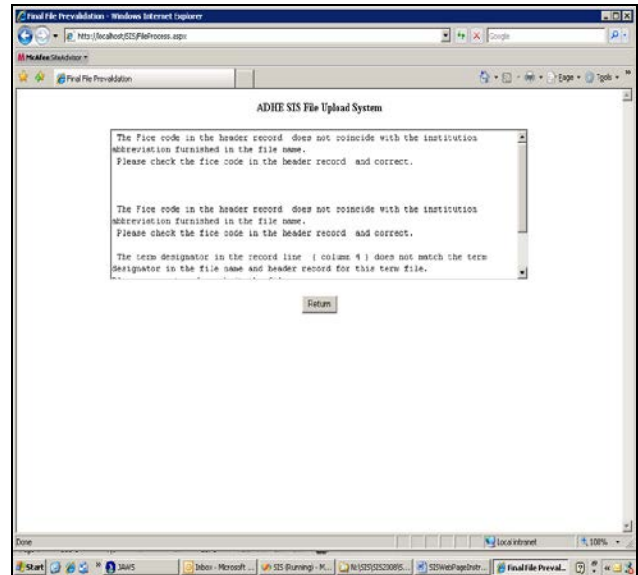 Final File Prevalidation - Windows Internet Explorer
http://localhost/SIS/FileProcess.aspx
Google
McAfee SiteAdvisor
Final File Prevalidation
Page Tools
ADHE SIS File Upload System
The Fice code in the header record does not coincide with the institution
abbreviation furnished in the file name.
Please check the fice code in the header record and correct.
The Fice code in the header record does not coincide with the institution
abbreviation furnished in the file name.
Please check the fice code in the header record and correct.
The term designator in the record line ( column 4 ) does not match the term
designator in the file name and header record for this term file.
Return
Done
Local intranet
100%
Start
JAWS
Inbox - Microsoft ...
SIS (Running) - M...
N:\SIS\SIS2008\S...
SISWebPageInstr...
Final File Preval...